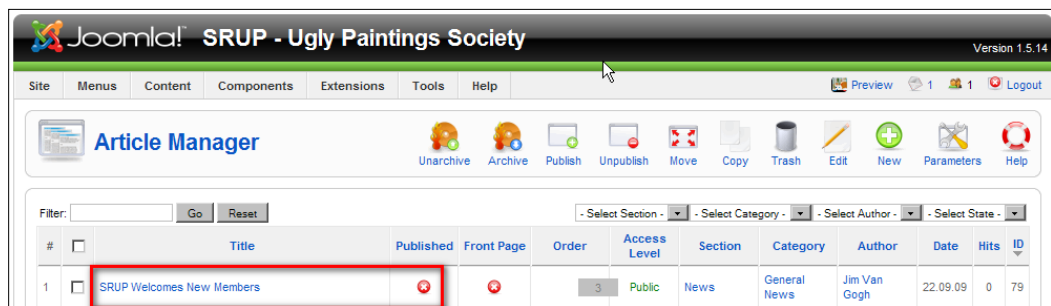 Joomla! SRUP - Ugly Paintings Society
Version 1.5.14
Site Menus Content Components Extensions Tools Help Preview 1 1 Logout
Article Manager
Unarchive Archive Publish Unpublish Move Copy Trash Edit New Parameters Help
Filter: Go Reset - Select Section - - Select Category - - Select Author - - Select State -
# Title Published Front Page Order Access Level Section Category Author Date Hits ID
1 SRUP Welcomes New Members 3 Public News General News Jim Van Gogh 22.09.09 0 79